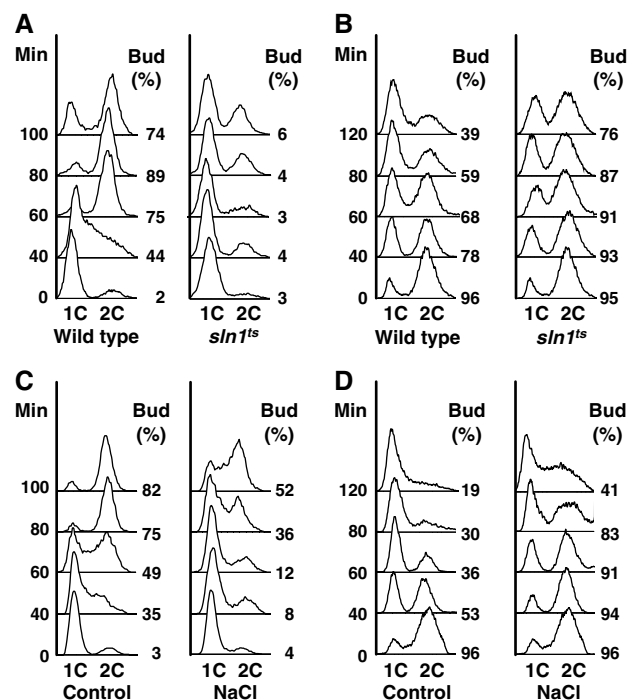 A
Min
Bud
(%)
Bud
(%)
100
74
6
80
89
4
60
75
3
40
44
4
0
2
3
1C 2C
1C 2C
Wild type
sln1ts
B
Min
Bud
(%)
Bud
(%)
120
39
76
80
59
87
60
68
91
40
78
93
0
96
95
1C 2C
1C 2C
Wild type
sln1ts
C
Min
Bud
(%)
Bud
(%)
100
82
52
80
75
36
60
49
12
40
35
8
0
3
4
1C 2C
1C 2C
Control
NaCl
D
Min
Bud
(%)
Bud
(%)
120
19
41
80
30
83
60
36
91
40
53
94
0
96
96
1C 2C
1C 2C
Control
NaCl